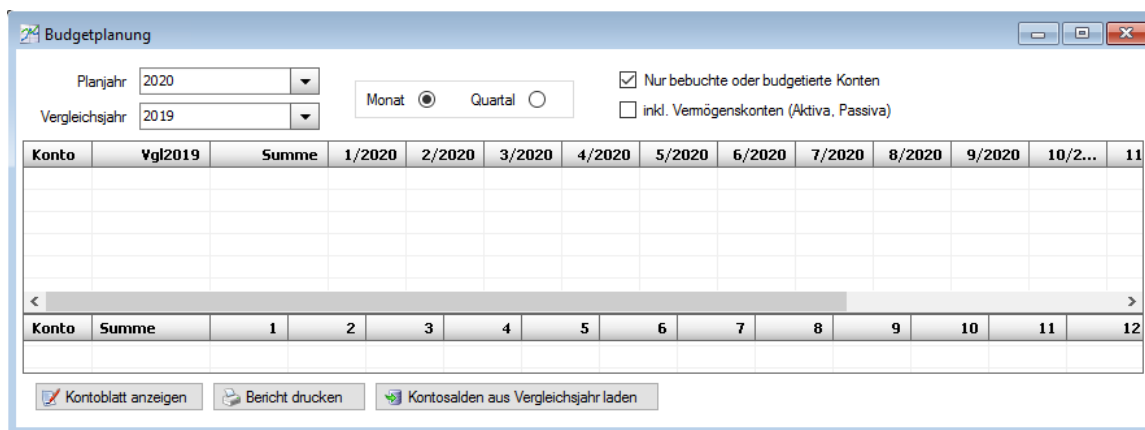 Budgetplanung
Planjahr 2020
Monat Quartal
Nur bebuchte oder budgetierte Konten
Vergleichsjahr 2019
inkl. Vermögenskonten (Aktiva, Passiva)
Konto Vgl2019 Summe 1/2020 2/2020 3/2020 4/2020 5/2020 6/2020 7/2020 8/2020 9/2020 10/2... 11
Konto Summe 1 2 3 4 5 6 7 8 9 10 11 12
Kontoblatt anzeigen Bericht drucken Kontosalden aus Vergleichsjahr laden